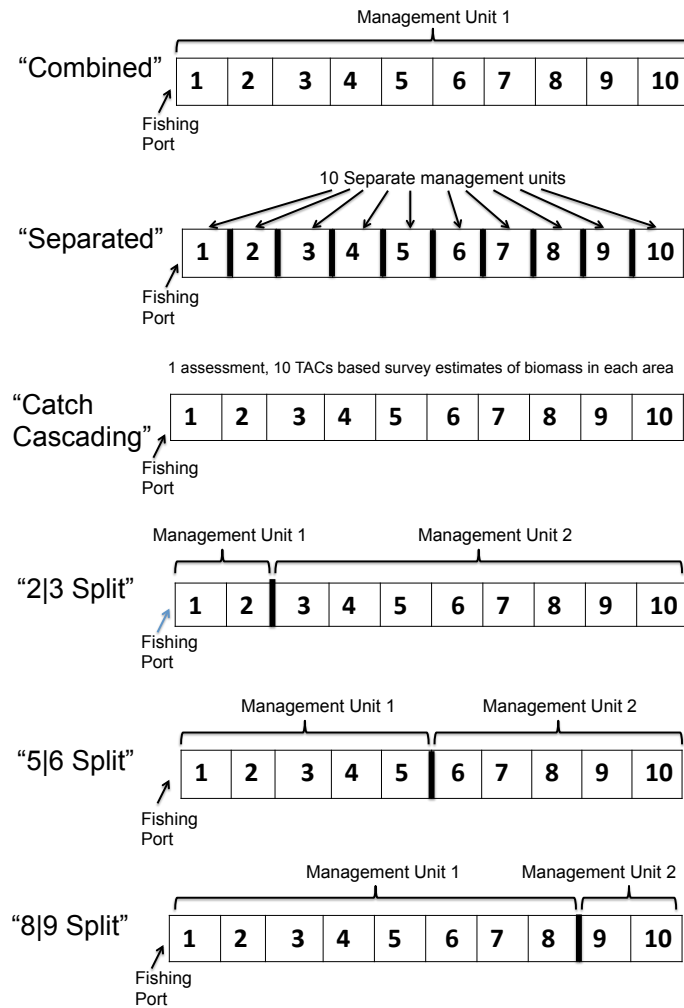 Management Unit 1
“Combined”
1 2 3 4 5 6 7 8 9 10
Fishing
Port
10 Separate management units
“Separated”
1 2 3 4 5 6 7 8 9 10
Fishing
Port
1 assessment, 10 TACs based survey estimates of biomass in each area
“Catch
Cascading”
1 2 3 4 5 6 7 8 9 10
Fishing
Port
Management Unit 1 Management Unit 2
“2|3 Split”
1 2 3 4 5 6 7 8 9 10
Fishing
Port
Management Unit 1 Management Unit 2
“5|6 Split”
1 2 3 4 5 6 7 8 9 10
Fishing
Port
Management Unit 1 Management Unit 2
“8|9 Split”
1 2 3 4 5 6 7 8 9 10
Fishing
Port